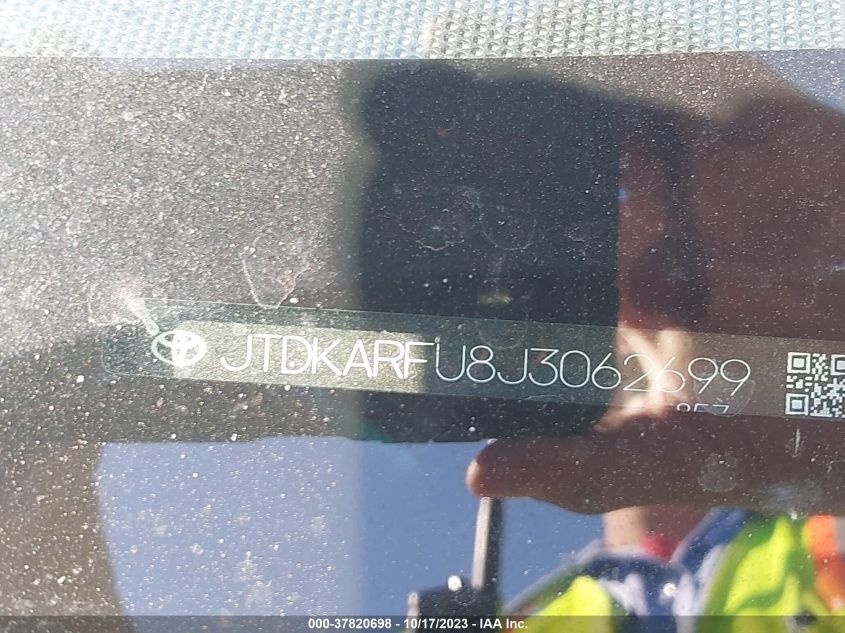 JTDKARFU8J3062699
000-37820698 - 10/17/2023 - IAA Inc.